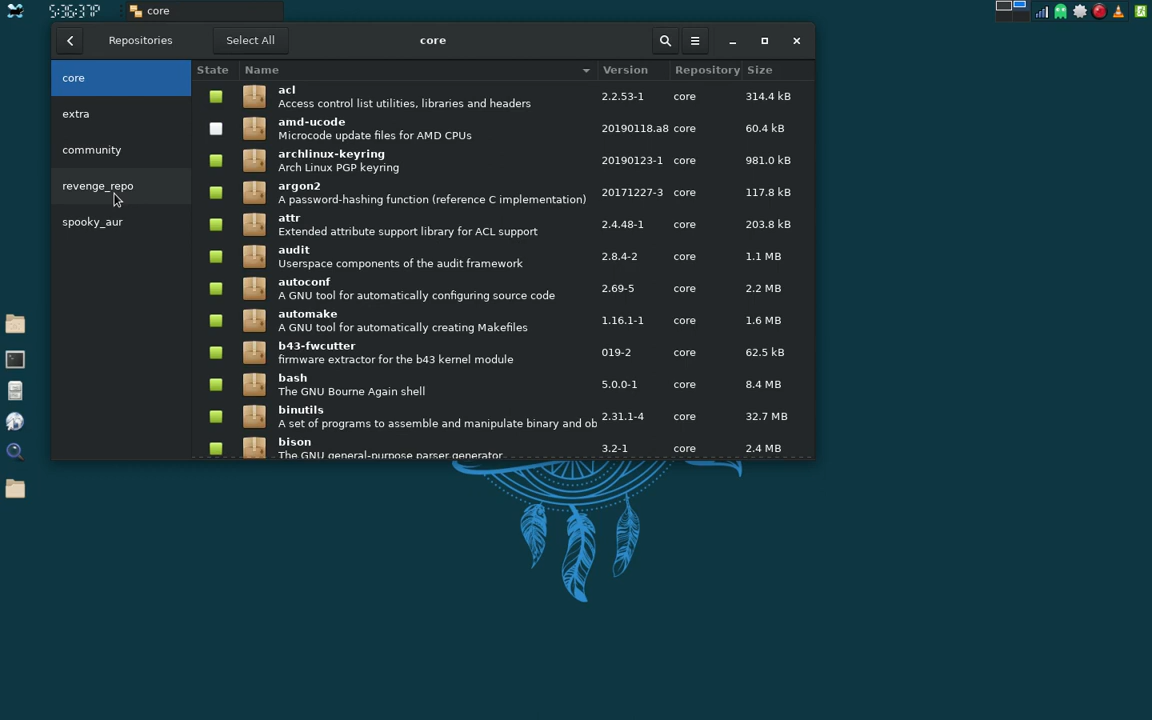 5:36:37P
core
Repositories
Select All
core
core
extra
community
revenge_repo
spooky_aur
State Name Version Repository Size
acl
Access control list utilities, libraries and headers
2.2.53-1 core 314.4 kB
amd-ucode
Microcode update files for AMD CPUs
20190118.a8 core 60.4 kB
archlinux-keyring
Arch Linux PGP keyring
20190123-1 core 981.0 kB
argon2
A password-hashing function (reference C implementation)
20171227-3 core 117.8 kB
attr
Extended attribute support library for ACL support
2.4.48-1 core 203.8 kB
audit
Userspace components of the audit framework
2.8.4-2 core 1.1 MB
autoconf
A GNU tool for automatically configuring source code
2.69-5 core 2.2 MB
automake
A GNU tool for automatically creating Makefiles
1.16.1-1 core 1.6 MB
b43-fwcutter
firmware extractor for the b43 kernel module
019-2 core 62.5 kB
bash
The GNU Bourne Again shell
5.0.0-1 core 8.4 MB
binutils
A set of programs to assemble and manipulate binary and ob
2.31.1-4 core 32.7 MB
bison
The GNU general-purpose parser generator
3.2-1 core 2.4 MB